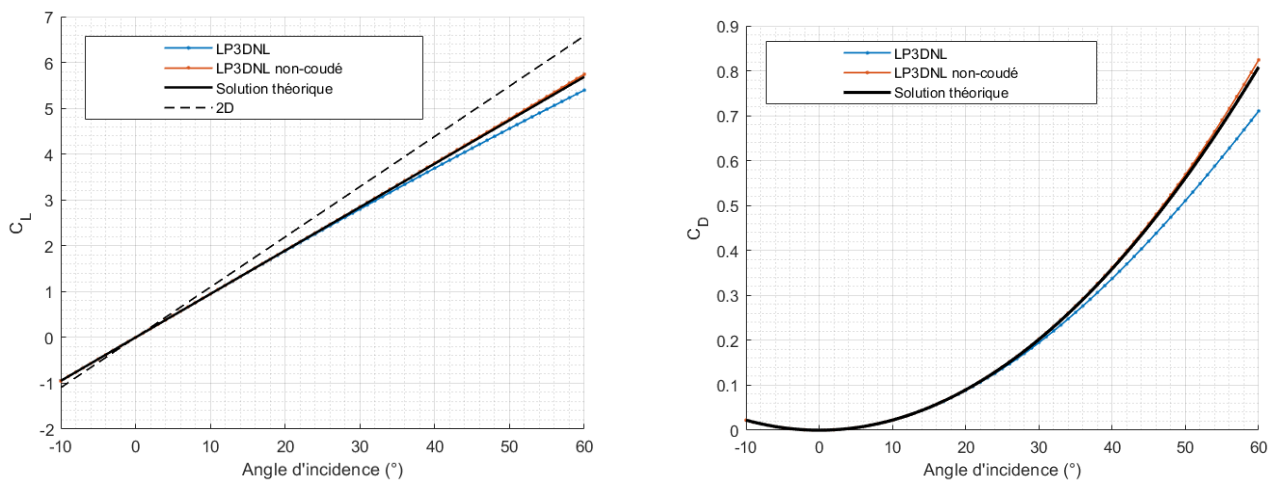 7
6
5
4
3
2
1
0
-1
-2
C_L
LP3DNL
LP3DNL non-coudé
Solution théorique
2D
-10 0 10 20 30 40 50 60
Angle d'incidence (°)
0.9
0.8
0.7
0.6
0.5
0.4
0.3
0.2
0.1
0
C_D
LP3DNL
LP3DNL non-coudé
Solution théorique
-10 0 10 20 30 40 50 60
Angle d'incidence (°)